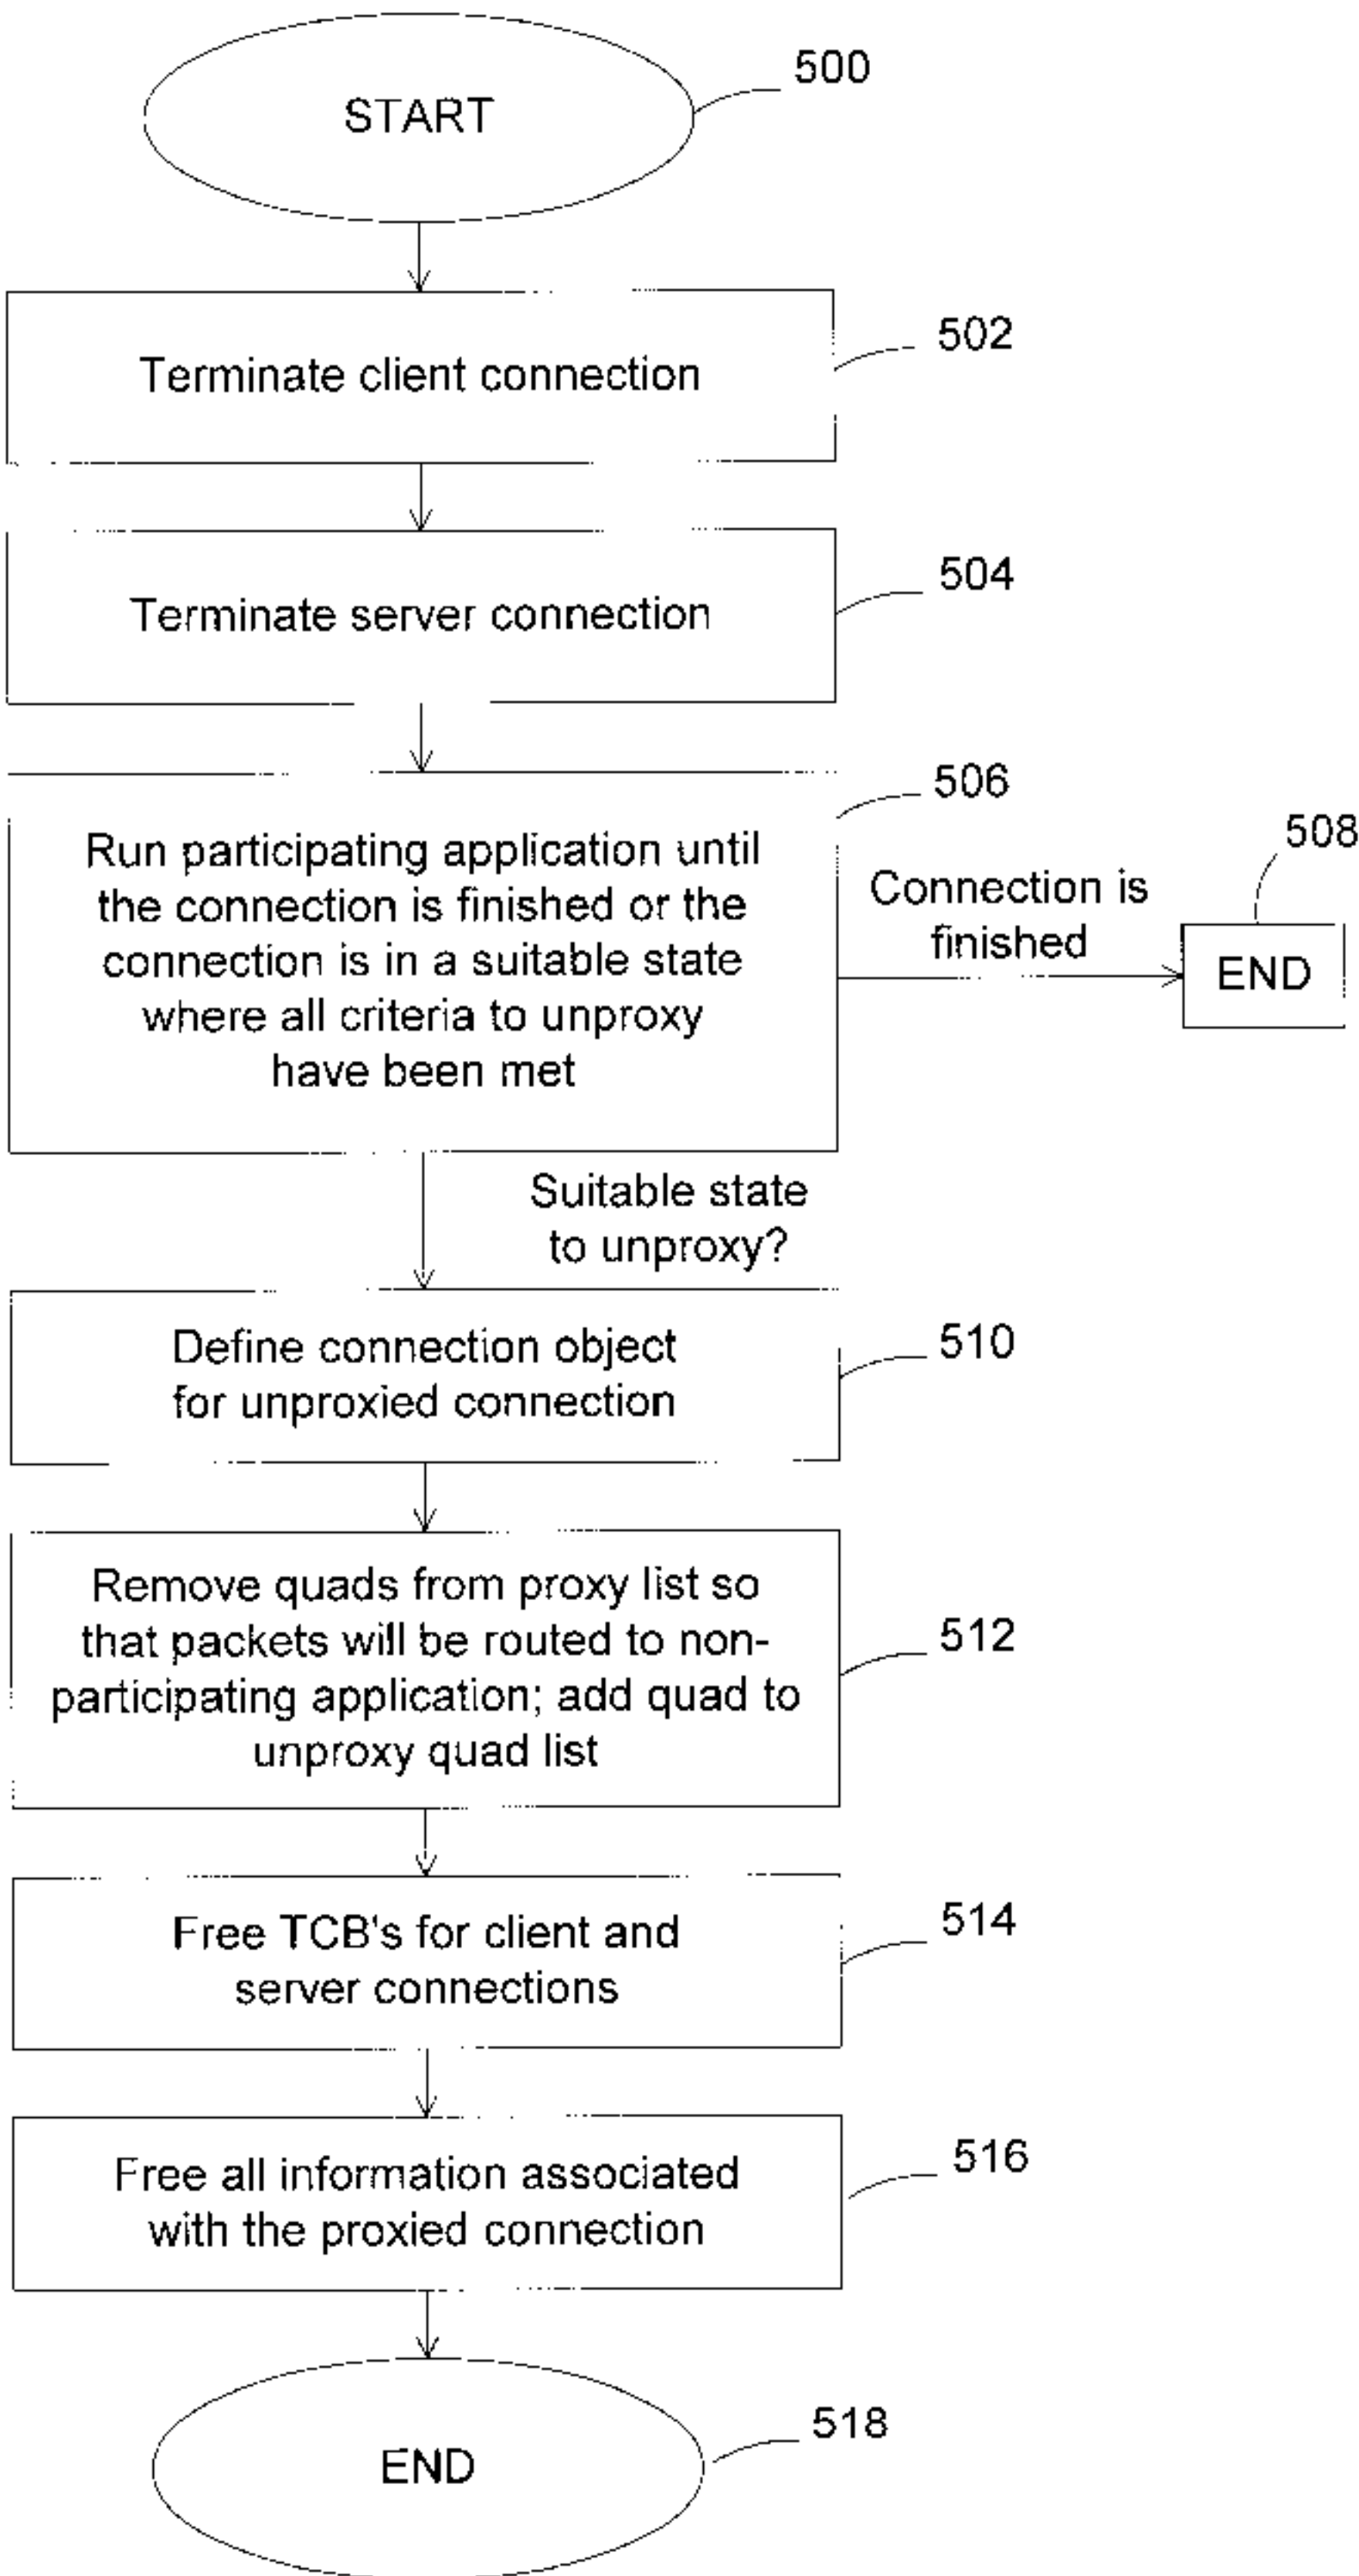 START
500
Terminate client connection
502
Terminate server connection
504
Run participating application until
the connection is finished or the
connection is in a suitable state
where all criteria to unproxy
have been met
506
Connection is
finished
508
END
Suitable state
to unproxy?
Define connection object
for unproxied connection
510
Remove quads from proxy list so
that packets will be routed to non-
participating application; add quad to
unproxy quad list
512
Free TCB's for client and
server connections
514
Free all information associated
with the proxied connection
516
END
518